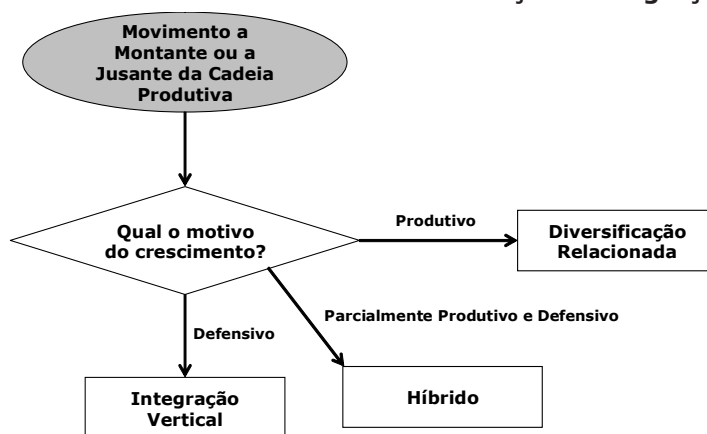 Movimento a
Montante ou a
Jusante da Cadeia
Produtiva
Qual o motivo
do crescimento?
Produtivo
Diversificação
Relacionada
Parcialmente Produtivo e Defensivo
Defensivo
Integração
Vertical
Híbrido